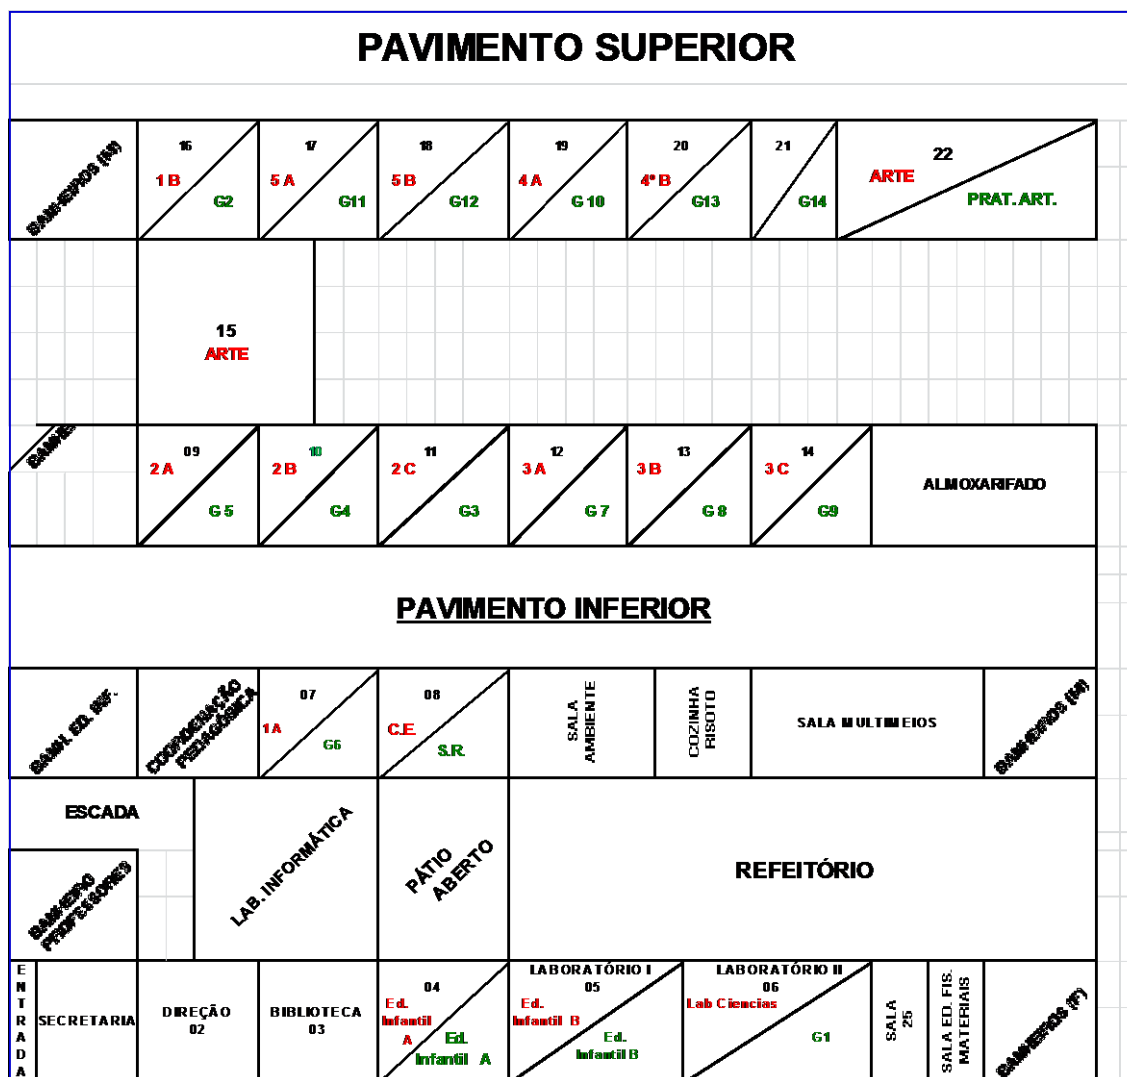 PAVIMENTO SUPERIOR
BANHEIROS (M)
16
1 B
G2
17
5 A
G11
18
5 B
G12
19
4 A
G 10
20
4º B
G13
21
G14
22
ARTE
PRAT. ART.
15
ARTE
09
2 A
G 5
10
2 B
G4
11
2 C
G3
12
3 A
G 7
13
3 B
G 8
14
3 C
G9
ALMOXARIFADO
PAVIMENTO INFERIOR
BANH. ED. INF.
COORDENAÇÃO
PEDAGÓGICA
07
1 A
G6
08
C.E.
S.R.
SALA
AMBIENTE
COZINHA
RISOTO
SALA MULTIMEIOS
BANHEIROS (M)
ESCADA
BANHEIRO
PROFESSORES
LAB. INFORMÁTICA
PÁTIO
ABERTO
REFEITÓRIO
ENTRADA
SECRETARIA
DIREÇÃO
02
BIBLIOTECA
03
04
Ed.
Infantil
A
Ed.
Infantil A
LABORATÓRIO I
05
Ed.
Infantil B
Ed.
Infantil B
LABORATÓRIO II
06
Lab Ciencias
G1
SALA
25
SALA ED. FIS.
MATERIAIS
BANHEIROS (F)